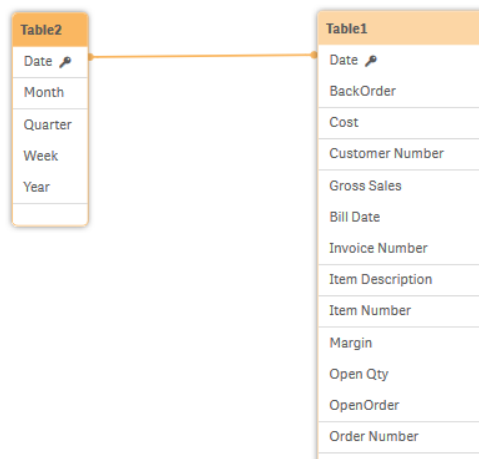 Table2
Date
Month
Quarter
Week
Year
Table1
Date
BackOrder
Cost
Customer Number
Gross Sales
Bill Date
Invoice Number
Item Description
Item Number
Margin
Open Qty
OpenOrder
Order Number